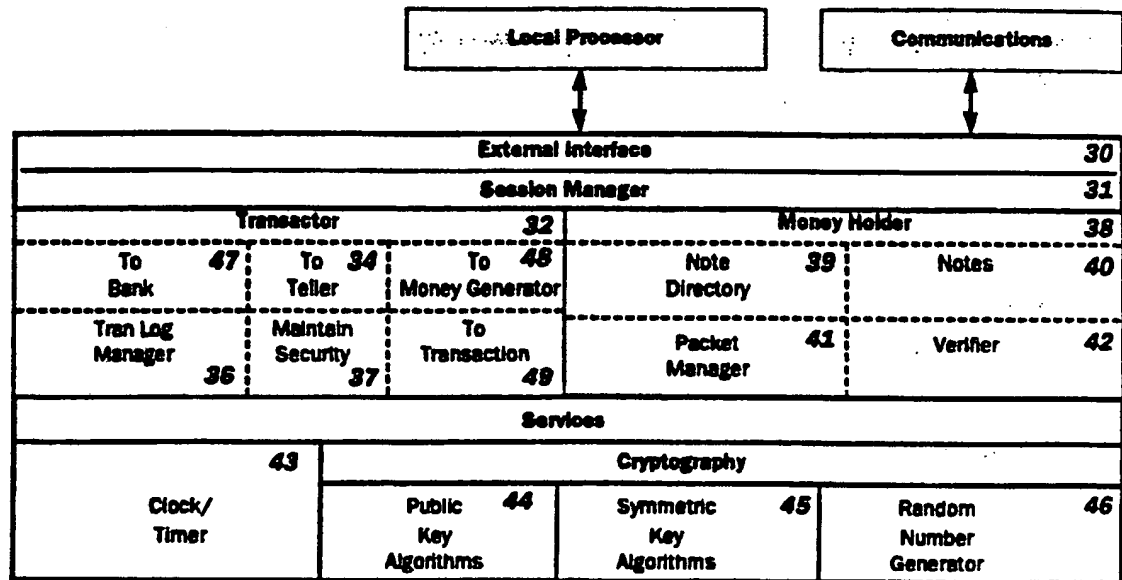 Local Processor
Communications
External Interface 30
Session Manager 31
Transactor 32
Money Holder 38
To Bank 47
To Teller 34
To Money Generator 48
Note Directory 39
Notes 40
Tran Log Manager 36
Maintain Security 37
To Transaction 49
Packet Manager 41
Verifier 42
Services
43
Clock/
Timer
Cryptography
Public 44
Key
Algorithms
Symmetric 45
Key
Algorithms
Random 46
Number
Generator